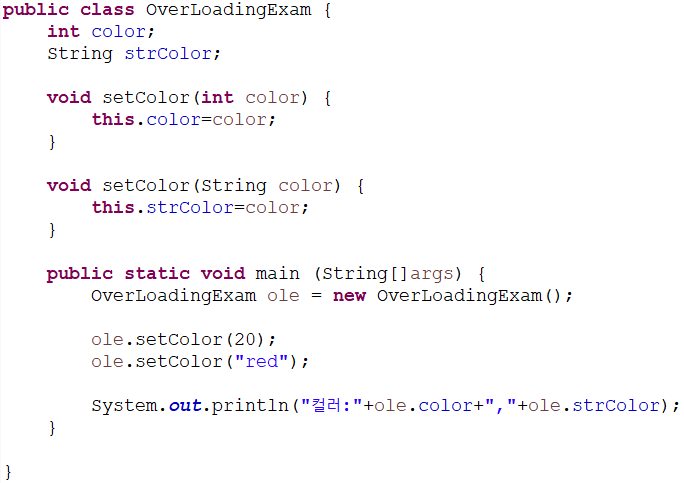 public class OverLoadingExam {
    int color;
    String strColor;

    void setColor(int color) {
        this.color=color;
    }

    void setColor(String color) {
        this.strColor=color;
    }

    public static void main (String[]args) {
        OverLoadingExam ole = new OverLoadingExam();

        ole.setColor(20);
        ole.setColor("red");

        System.out.println("컬러:"+ole.color+","+ole.strColor);
    }

}